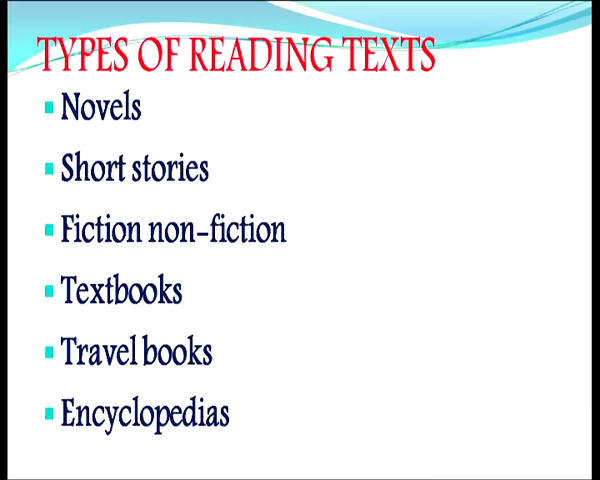 TYPES OF READING TEXTS
Novels
Short stories
Fiction non-fiction
Textbooks
Travel books
Encyclopedias